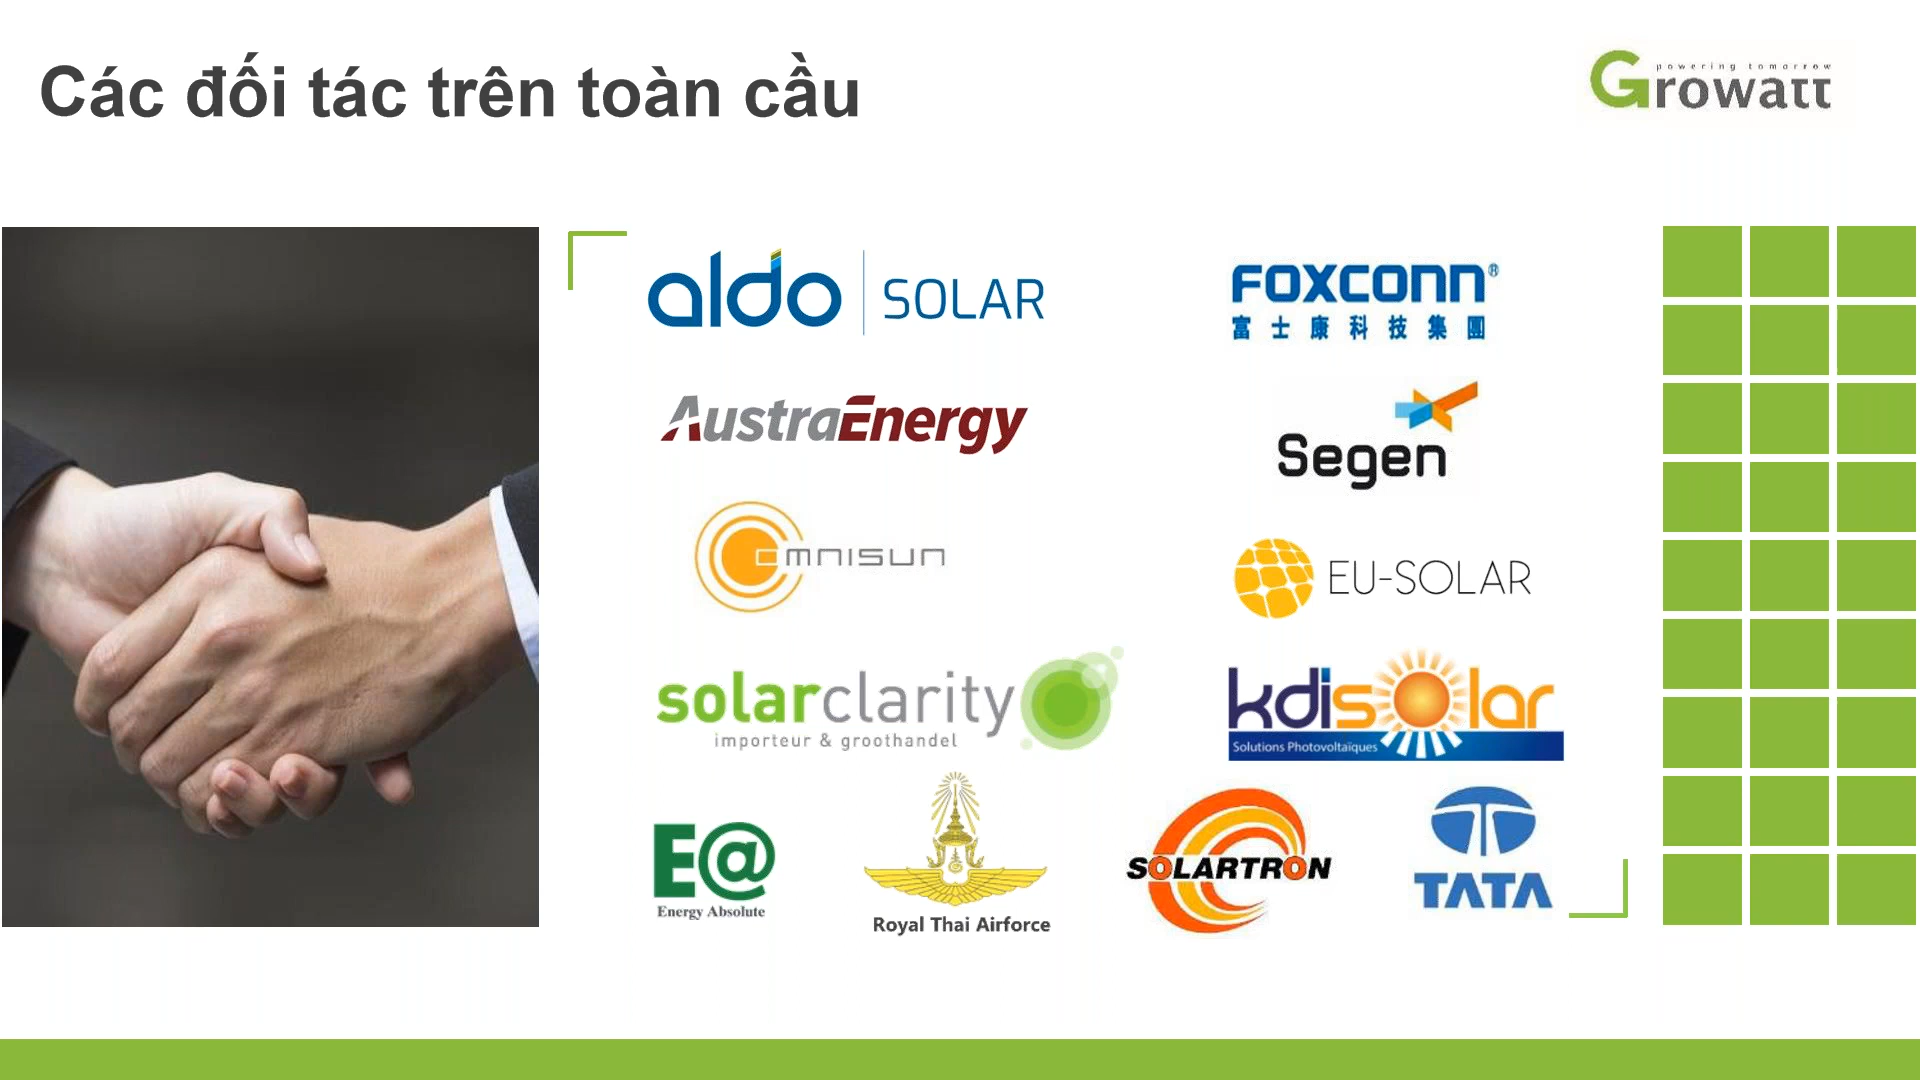 Các đối tác trên toàn cầu
powering tomorrow
Growatt
aldo SOLAR
FOXCONN®
富士康科技集團
AustraEnergy
Segen
omnisun
EU-SOLAR
solarclarity
importeur & groothandel
kdisolar
Solutions Photovoltaïques
E@
Energy Absolute
Royal Thai Airforce
SOLARTRON
TATA